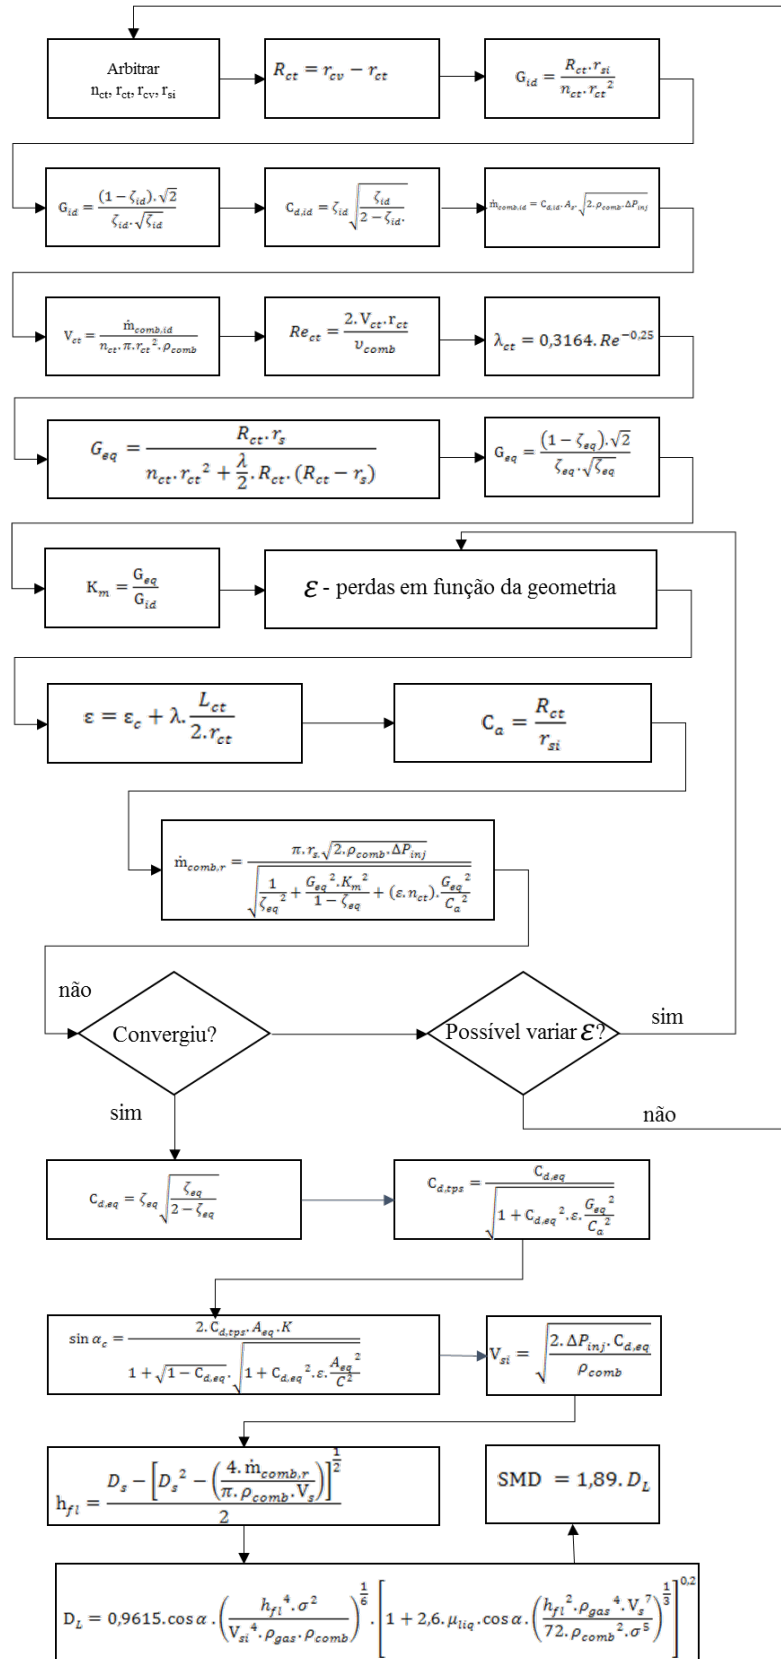 Arbitrar
n_ct, r_ct, r_cv, r_si
R_ct = r_cv − r_ct
G_id = (R_ct . r_si) / (n_ct . r_ct²)
G_id = ((1 − ζ_id).√2) / (ζ_id . √ζ_id)
C_d,id = ζ_id √(ζ_id / (2 − ζ_id.))
ṁ_comb,id = C_d,id . A_s . √(2. ρ_comb . ΔP_inj)
V_ct = ṁ_comb,id / (n_ct . π. r_ct² . ρ_comb)
Re_ct = (2. V_ct . r_ct) / υ_comb
λ_ct = 0,3164. Re^−0,25
G_eq = (R_ct . r_s) / (n_ct . r_ct² + (λ/2) . R_ct . (R_ct − r_s))
G_eq = ((1 − ζ_eq).√2) / (ζ_eq . √ζ_eq)
K_m = G_eq / G_id
ε - perdas em função da geometria
ε = ε_c + λ. L_ct / (2. r_ct)
C_a = R_ct / r_si
ṁ_comb,r = (π. r_s. √(2. ρ_comb . ΔP_inj)) / √(1/ζ_eq² + (G_eq² . K_m²)/(1 − ζ_eq) + (ε. n_ct). G_eq²/C_a²)
não
Convergiu?
Possível variar ε?
sim
sim
não
C_d,eq = ζ_eq √(ζ_eq / (2 − ζ_eq))
C_d,tps = C_d,eq / √(1 + C_d,eq² . ε. G_eq²/C_a²)
sin α_c = (2. C_d,tps . A_eq . K) / (1 + √(1 − C_d,eq) . √(1 + C_d,eq² . ε. A_eq²/C²))
V_si = √((2. ΔP_inj . C_d,eq) / ρ_comb)
h_fl = (D_s − [D_s² − ((4. ṁ_comb,r) / (π. ρ_comb . V_s))]^(1/2)) / 2
SMD = 1,89. D_L
D_L = 0,9615. cos α . ((h_fl⁴ . σ²) / (V_si⁴ . ρ_gas . ρ_comb))^(1/6) . [1 + 2,6. μ_liq . cos α . ((h_fl² . ρ_gas⁴ . V_s⁷) / (72. ρ_comb² . σ⁵))^(1/3)]^0,2